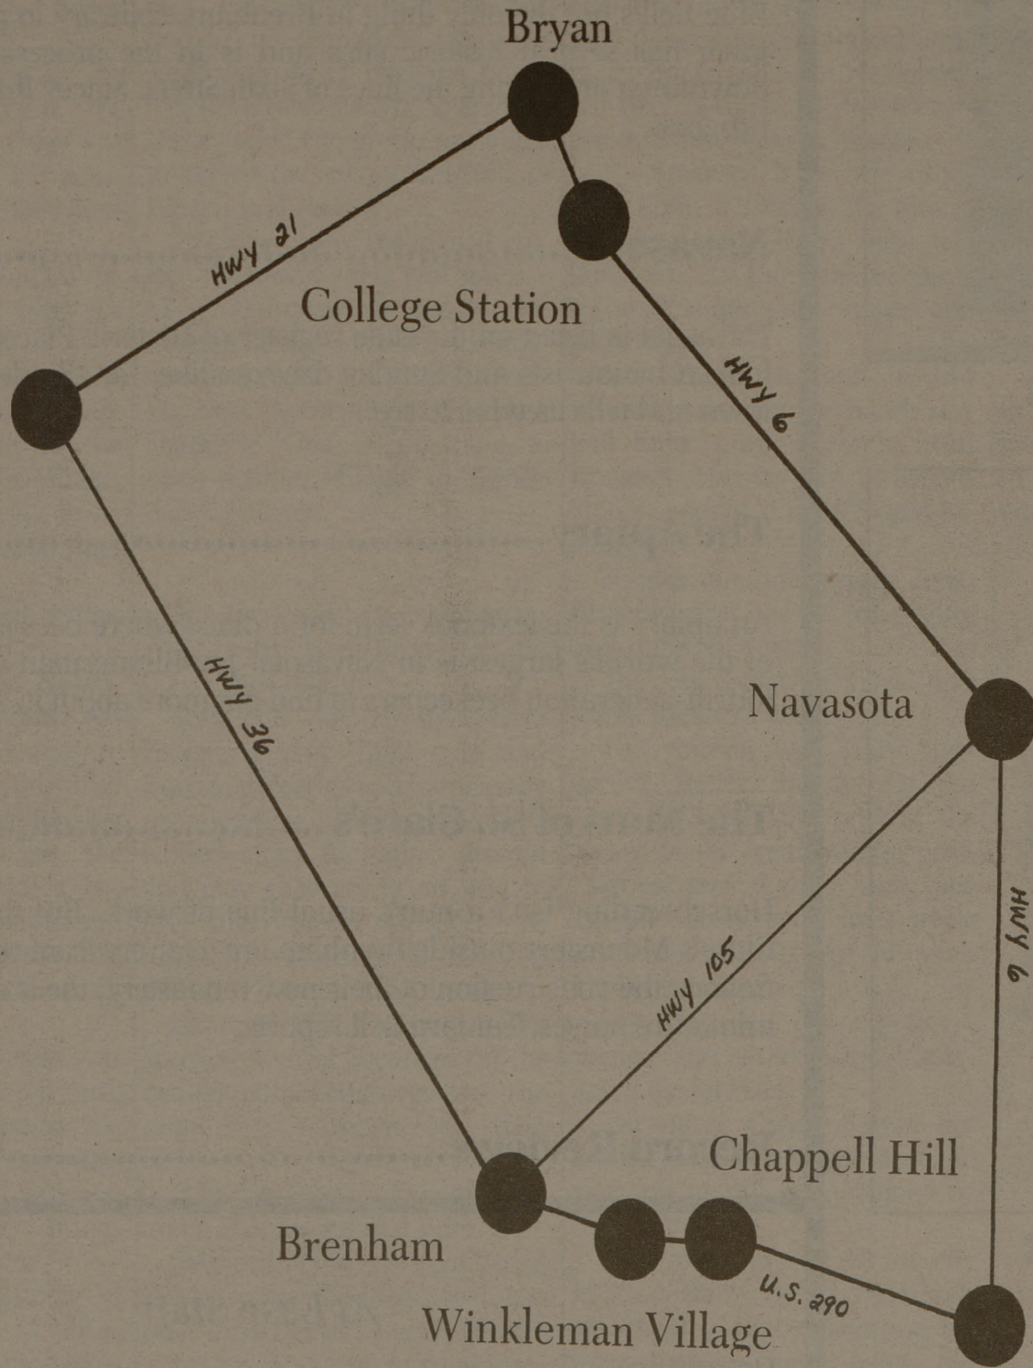 Bryan
HWY 21
College Station
HWY 6
HWY 36
Navasota
HWY 6
HWY 105
Chappell Hill
Brenham
U.S. 290
Winkleman Village